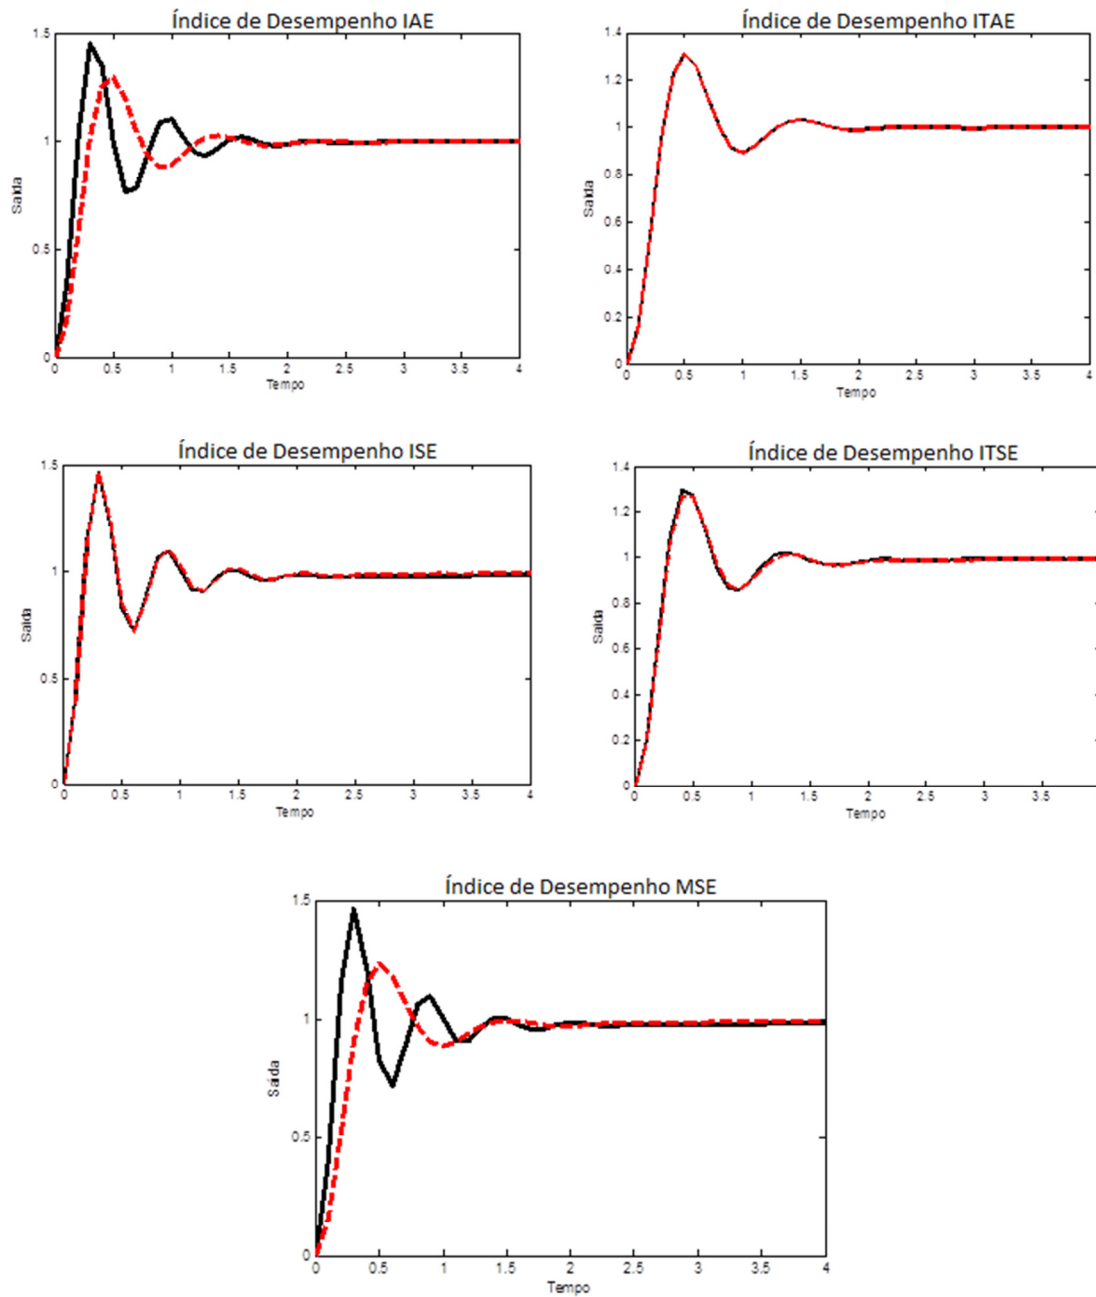 Índice de Desempenho IAE
1.5
1
0.5
0
Saída
0 0.5 1 1.5 2 2.5 3 3.5 4
Tempo
Índice de Desempenho ITAE
1.4
1.2
1
0.8
0.6
0.4
0.2
0
Saída
0 0.5 1 1.5 2 2.5 3 3.5 4
Tempo
Índice de Desempenho ISE
1.5
1
0.5
0
Saída
0 0.5 1 1.5 2 2.5 3 3.5 4
Tempo
Índice de Desempenho ITSE
1.4
1.2
1
0.8
0.6
0.4
0.2
0
Saída
0 0.5 1 1.5 2 2.5 3 3.5
Tempo
Índice de Desempenho MSE
1.5
1
0.5
0
Saída
0 0.5 1 1.5 2 2.5 3 3.5 4
Tempo